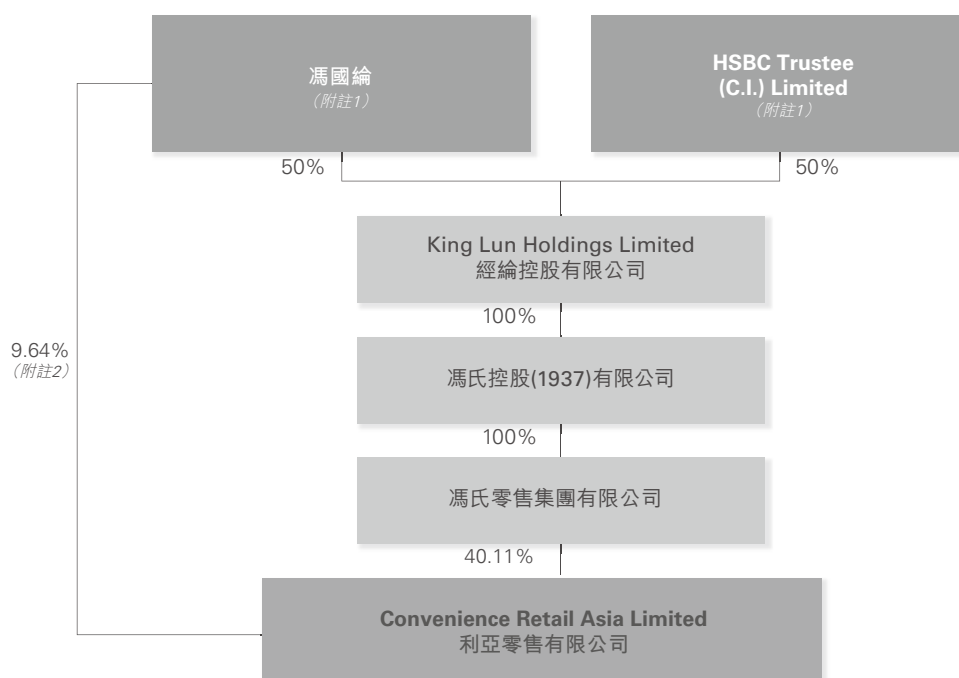 馮國綸
（附註1）
HSBC Trustee
(C.I.) Limited
（附註1）
50%
50%
King Lun Holdings Limited
經綸控股有限公司
100%
馮氏控股(1937)有限公司
9.64%
（附註2）
100%
馮氏零售集團有限公司
40.11%
Convenience Retail Asia Limited
利亞零售有限公司